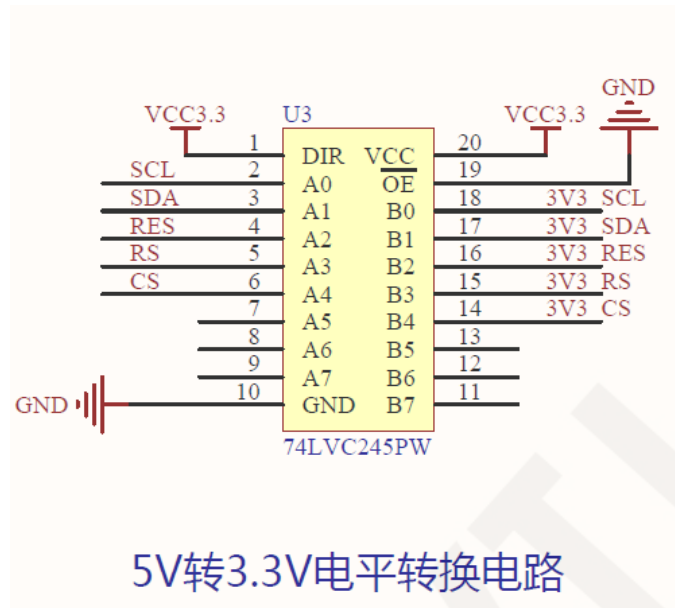 GND
VCC3.3 U3 VCC3.3
1 DIR VCC 20
SCL 2 A0 OE 19
SDA 3 A1 B0 18 3V3 SCL
RES 4 A2 B1 17 3V3 SDA
RS 5 A3 B2 16 3V3 RES
CS 6 A4 B3 15 3V3 RS
7 A5 B4 14 3V3 CS
8 A6 B5 13
9 A7 B6 12
GND 10 GND B7 11
74LVC245PW
5V转3.3V电平转换电路